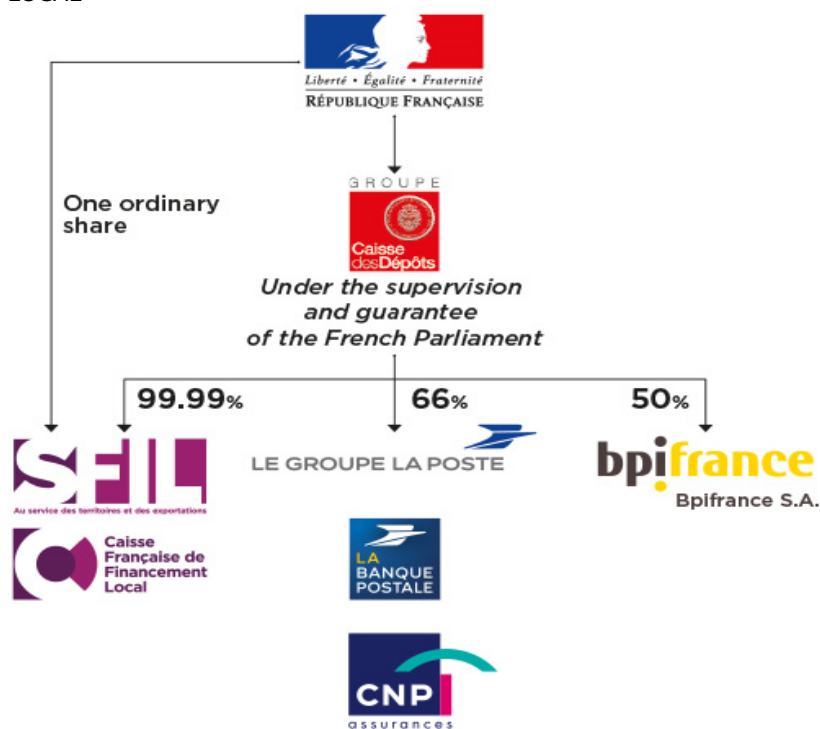 Liberté • Égalité • Fraternité
RÉPUBLIQUE FRANÇAISE
One ordinary
share
GROUPE
Caisse
des Dépôts
Under the supervision
and guarantee
of the French Parliament
99.99%
66%
50%
SFIL
Au service des territoires et des exportations
LE GROUPE LA POSTE
bpifrance
Bpifrance S.A.
Caisse
Française de
Financement
Local
LA
BANQUE
POSTALE
CNP
assurances